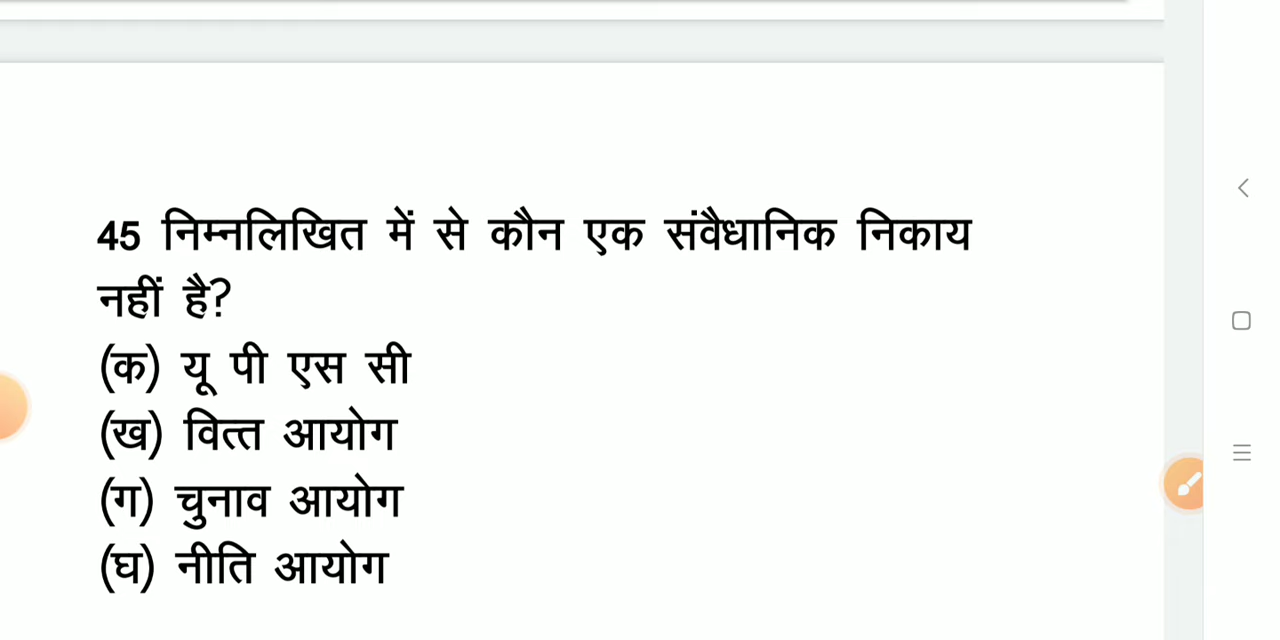 45 निम्नलिखित में से कौन एक संवैधानिक निकाय
नहीं है?
(क) यू पी एस सी
(ख) वित्त आयोग
(ग) चुनाव आयोग
(घ) नीति आयोग